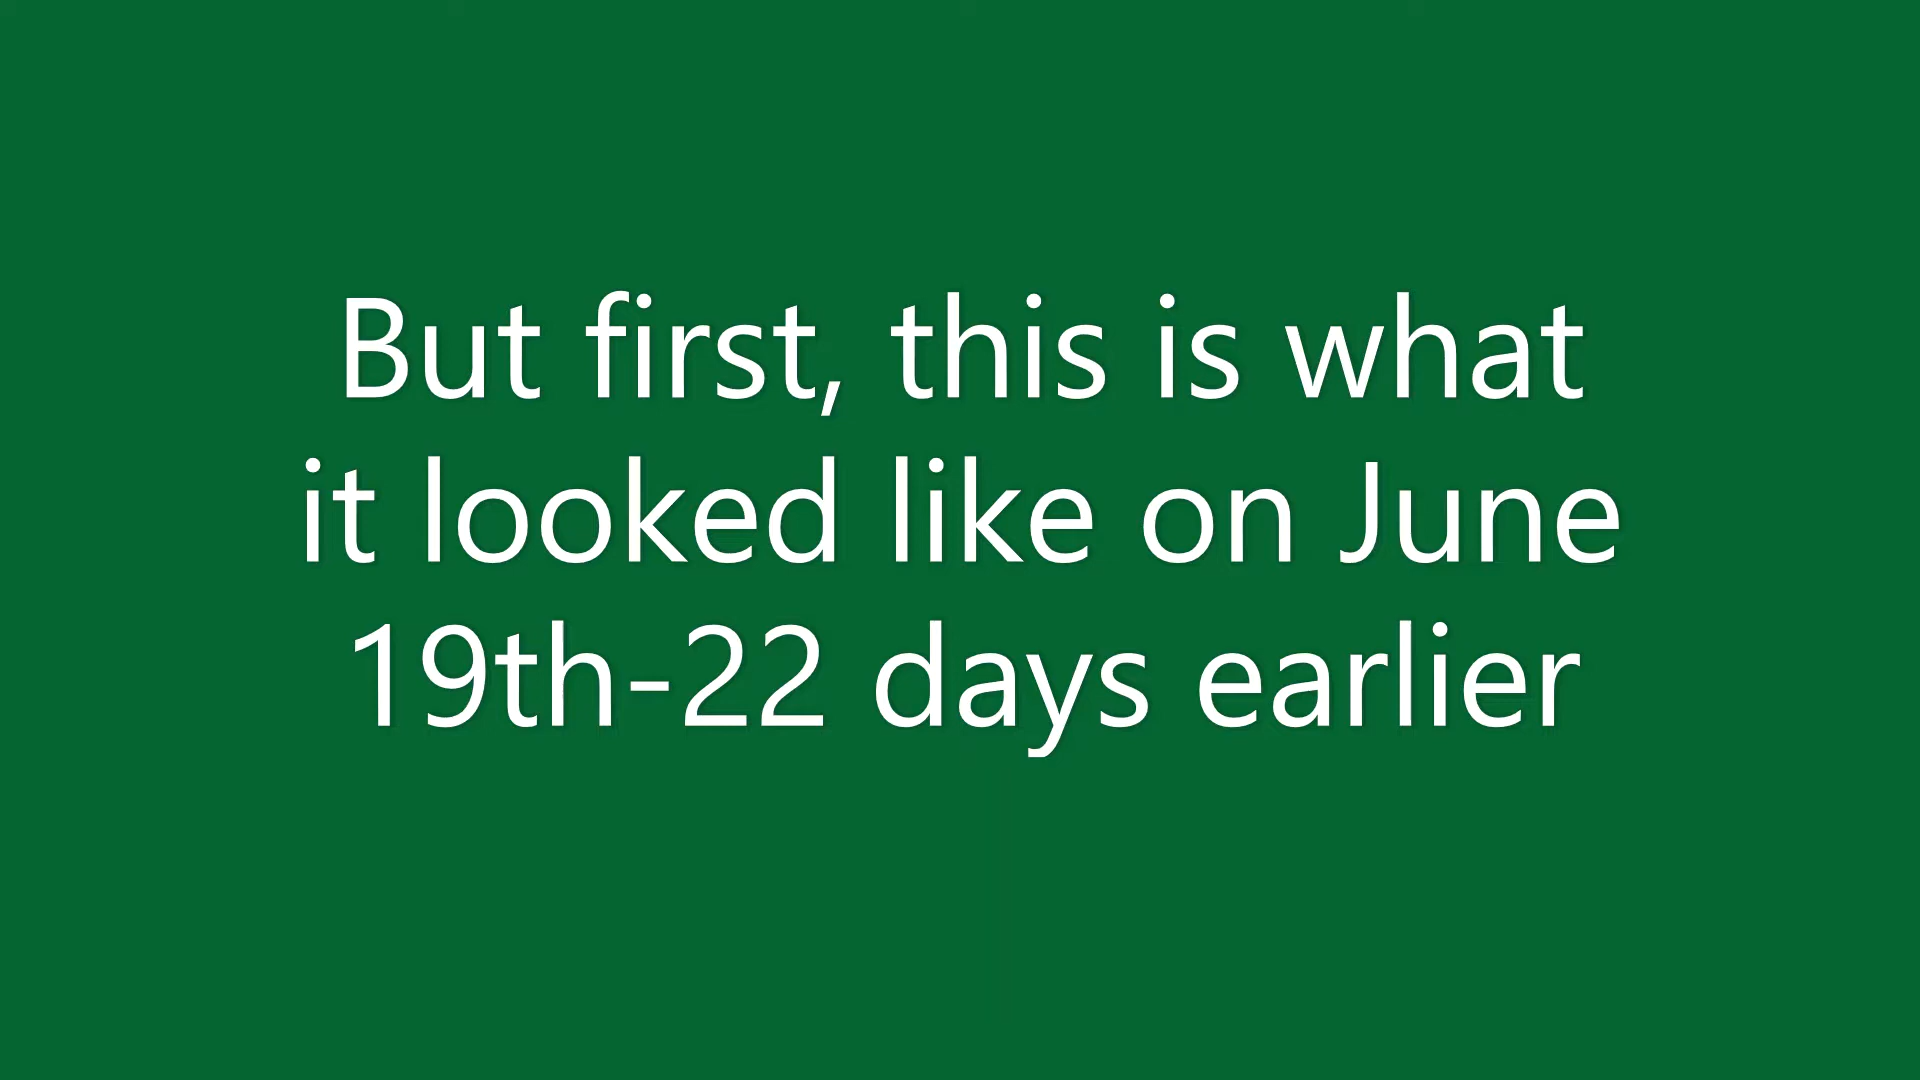 But first, this is what
it looked like on June
19th-22 days earlier